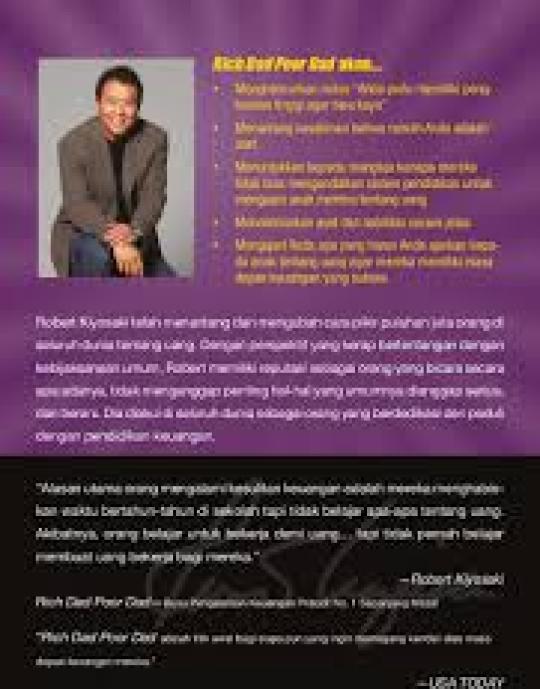 Rich Dad Poor Dad akan...
• Menghancurkan mitos "Anda perlu memiliki peng-
hasilan tinggi agar bisa kaya"
• Menantang keyakinan bahwa rumah Anda adalah
aset
• Menunjukkan kepada orangtua kenapa mereka
tidak bisa mengandalkan sistem pendidikan untuk
mengajari anak mereka tentang uang
• Mendefinisikan aset dan liabilitas secara jelas
• Mengajari Anda apa yang harus Anda ajarkan kepa-
da anak tentang uang agar mereka memiliki masa
depan keuangan yang sukses
Robert Kiyosaki telah menantang dan mengubah cara pikir puluhan juta orang di
seluruh dunia tentang uang. Dengan perspektif yang kerap bertentangan dengan
kebijaksanaan umum, Robert memiliki reputasi sebagai orang yang bicara secara
apa adanya, tidak menganggap penting hal-hal yang umumnya dianggap serius,
dan berani. Dia diakui di seluruh dunia sebagai orang yang berdedikasi dan peduli
dengan pendidikan keuangan.
"Alasan utama orang mengalami kesulitan keuangan adalah mereka menghabis-
kan waktu bertahun-tahun di sekolah tapi tidak belajar apa-apa tentang uang.
Akibatnya, orang belajar untuk bekerja demi uang... tapi tidak pernah belajar
membuat uang bekerja bagi mereka."
—Robert Kiyosaki
Rich Dad Poor Dad—Buku Pengelolaan Keuangan Pribadi No. 1 Sepanjang Masa!
"Rich Dad Poor Dad adalah titik awal bagi siapa pun yang ingin memegang kendali atas masa
depan keuangan mereka."
—USA TODAY